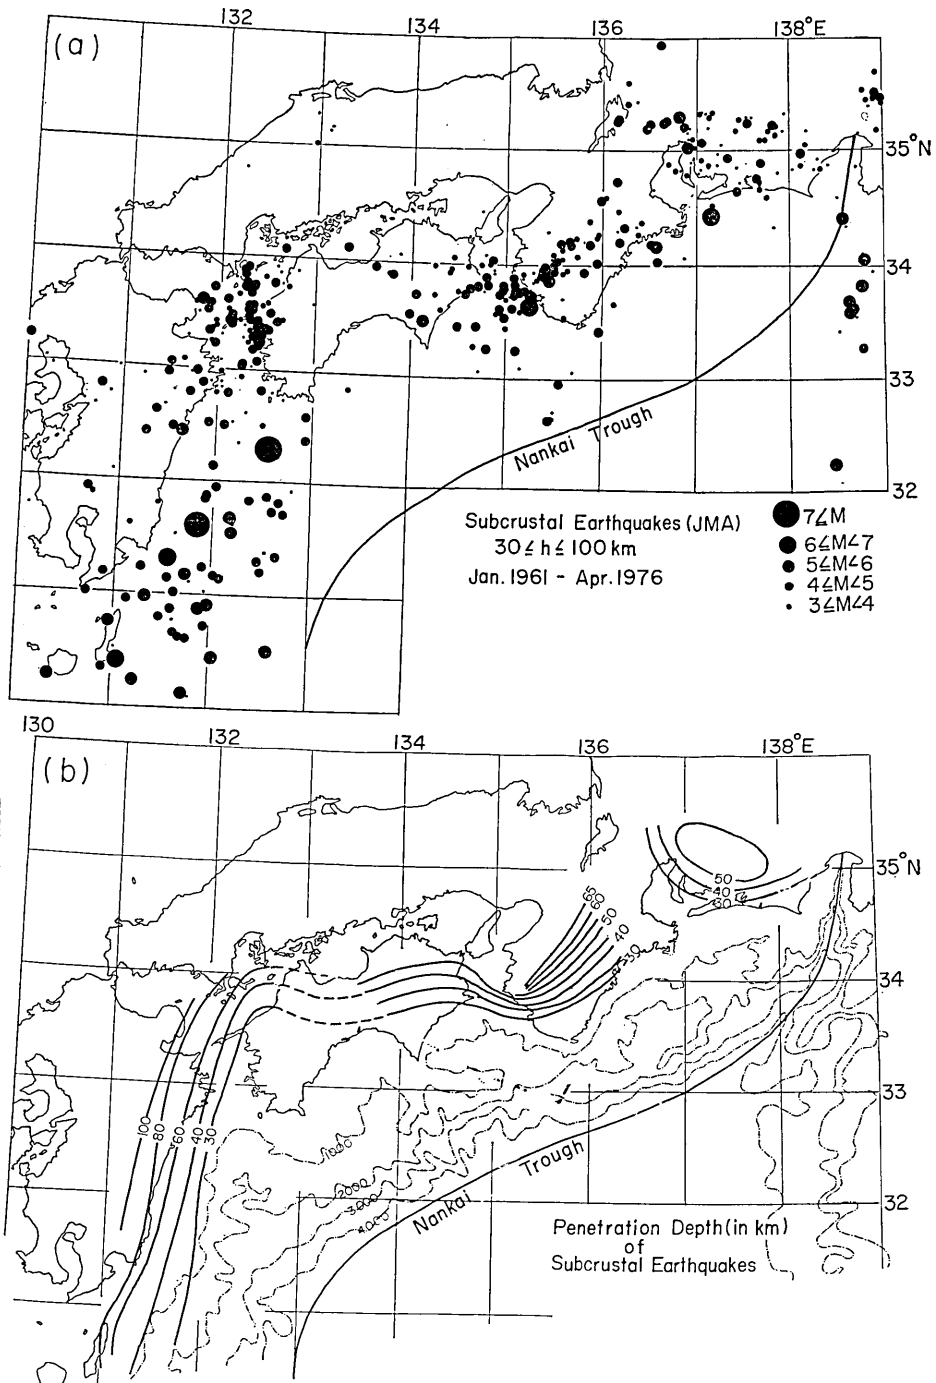 132
134
136
138°E
(a)
35°N
34
33
32
Nankai Trough
Subcrustal Earthquakes (JMA)
30≤h≤100 km
Jan. 1961 - Apr. 1976
7≤M
6≤M<7
5≤M<6
4≤M<5
3≤M<4
130
132
134
136
138°E
(b)
35°N
34
33
32
65
60
50
40
30
50
40
30
100
80
60
40
30
1000
2000
3000
4000
Nankai Trough
Penetration Depth (in km)
of
Subcrustal Earthquakes